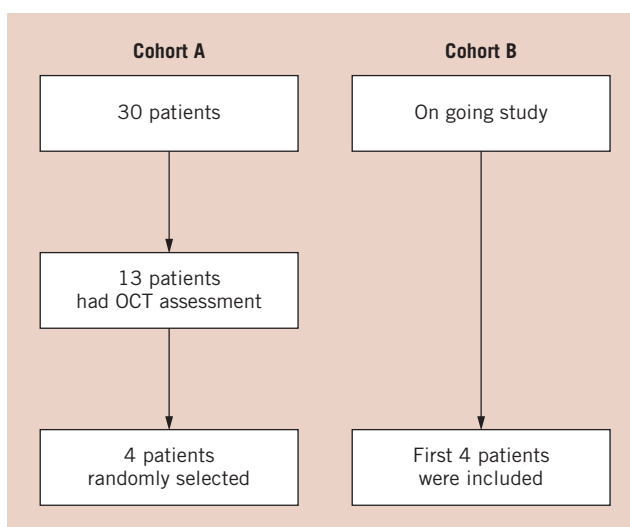 Cohort A
30 patients
13 patients
had OCT assessment
4 patients
randomly selected
Cohort B
On going study
First 4 patients
were included